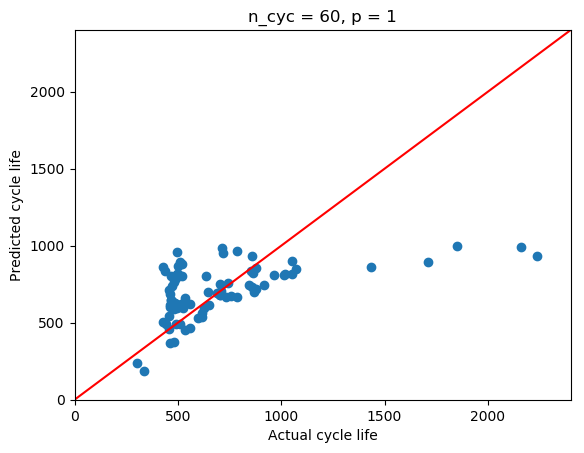 n_cyc = 60, p = 1
Predicted cycle life
2000
1500
1000
500
0
0 500 1000 1500 2000
Actual cycle life